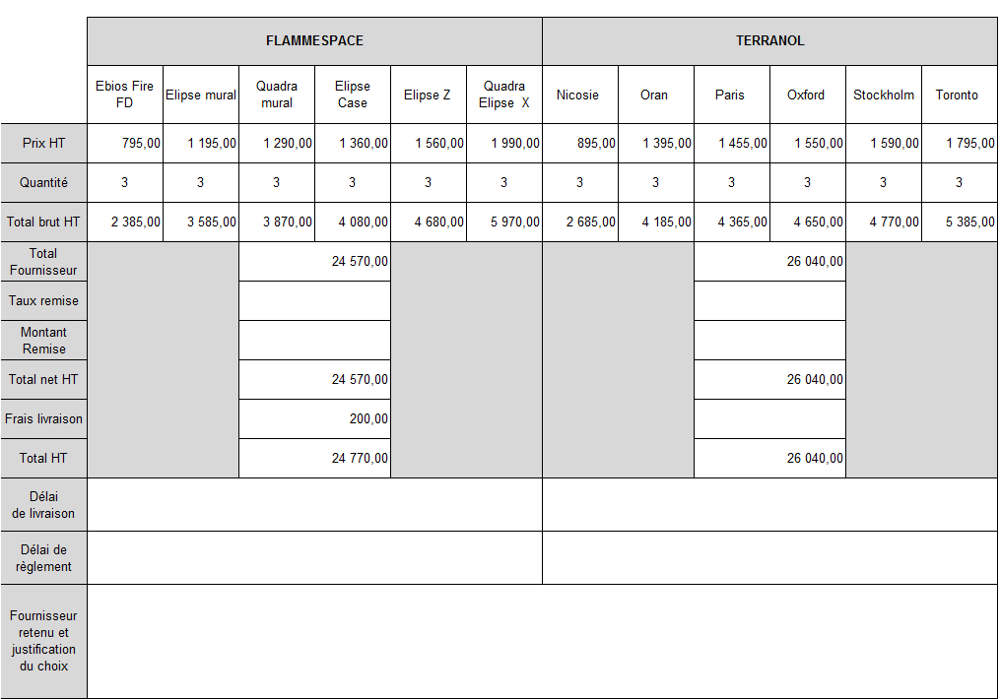 FLAMMESPACE TERRANOL
Ebios Fire FD Elipse mural Quadra mural Elipse Case Elipse Z Quadra Elipse X Nicosie Oran Paris Oxford Stockholm Toronto
Prix HT 795,00 1 195,00 1 290,00 1 360,00 1 560,00 1 990,00 895,00 1 395,00 1 455,00 1 550,00 1 590,00 1 795,00
Quantité 3 3 3 3 3 3 3 3 3 3 3 3
Total brut HT 2 385,00 3 585,00 3 870,00 4 080,00 4 680,00 5 970,00 2 685,00 4 185,00 4 365,00 4 650,00 4 770,00 5 385,00
Total
Fournisseur 24 570,00 26 040,00
Taux remise
Montant
Remise
Total net HT 24 570,00 26 040,00
Frais livraison 200,00
Total HT 24 770,00 26 040,00
Délai
de livraison
Délai de
règlement
Fournisseur
retenu et
justification
du choix